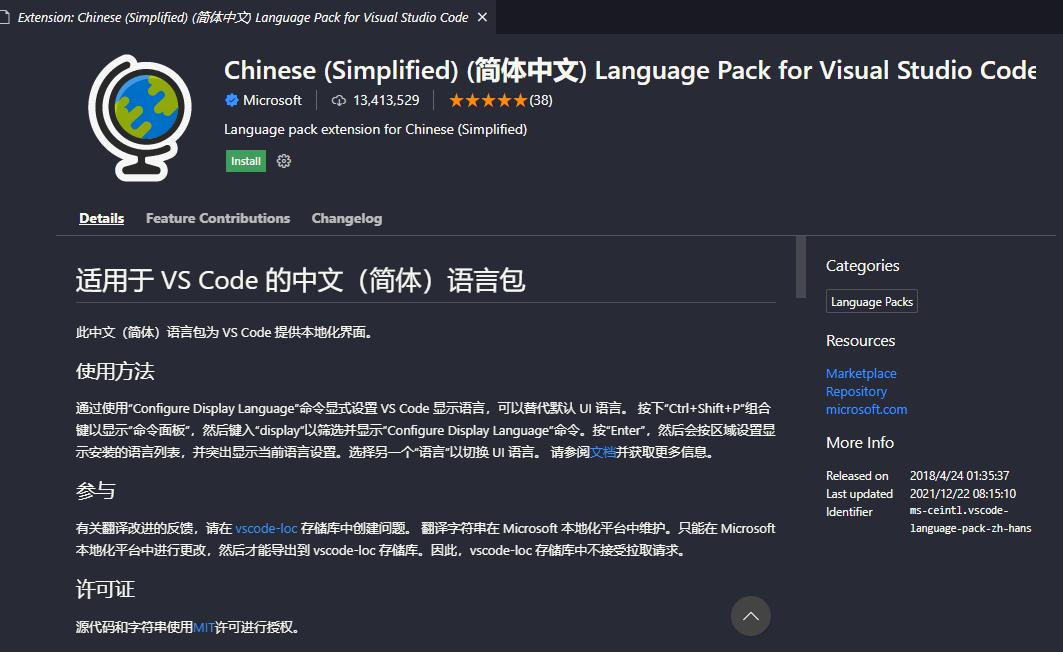 Extension: Chinese (Simplified) (简体中文) Language Pack for Visual Studio Code
Chinese (Simplified) (简体中文) Language Pack for Visual Studio Code
Microsoft 13,413,529 (38)
Language pack extension for Chinese (Simplified)
Install
Details Feature Contributions Changelog
适用于 VS Code 的中文（简体）语言包
此中文（简体）语言包为 VS Code 提供本地化界面。
使用方法
通过使用“Configure Display Language”命令显式设置 VS Code 显示语言，可以替代默认 UI 语言。 按下“Ctrl+Shift+P”组合
键以显示“命令面板”，然后键入“display”以筛选并显示“Configure Display Language”命令。按“Enter”，然后会按区域设置显
示安装的语言列表，并突出显示当前语言设置。选择另一个“语言”以切换 UI 语言。 请参阅文档并获取更多信息。
参与
有关翻译改进的反馈，请在 vscode-loc 存储库中创建问题。 翻译字符串在 Microsoft 本地化平台中维护。只能在 Microsoft
本地化平台中进行更改，然后才能导出到 vscode-loc 存储库。因此，vscode-loc 存储库中不接受拉取请求。
许可证
源代码和字符串使用MIT许可进行授权。
Categories
Language Packs
Resources
Marketplace
Repository
microsoft.com
More Info
Released on 2018/4/24 01:35:37
Last updated 2021/12/22 08:15:10
Identifier ms-ceintl.vscode-
language-pack-zh-hans